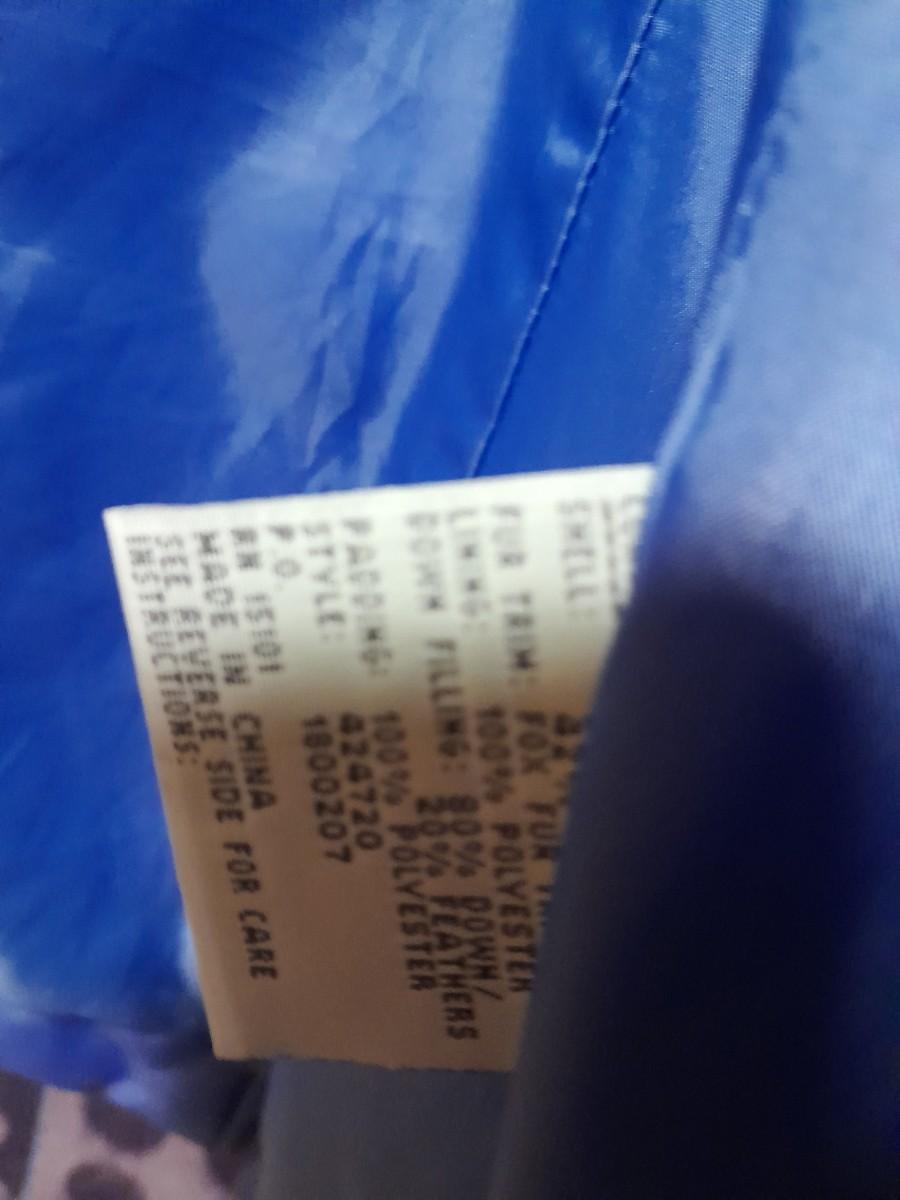 SHELL:
FUR TRIM: FOX FUR
LINING: 100% POLYESTER
DOWN FILLING: 80% DOWN/
20% FEATHERS
PADDING: 100% POLYESTER
STYLE: 424720
P.O. 1800207
RN 15101
MADE IN CHINA
SEE REVERSE SIDE FOR CARE
INSTRUCTIONS: